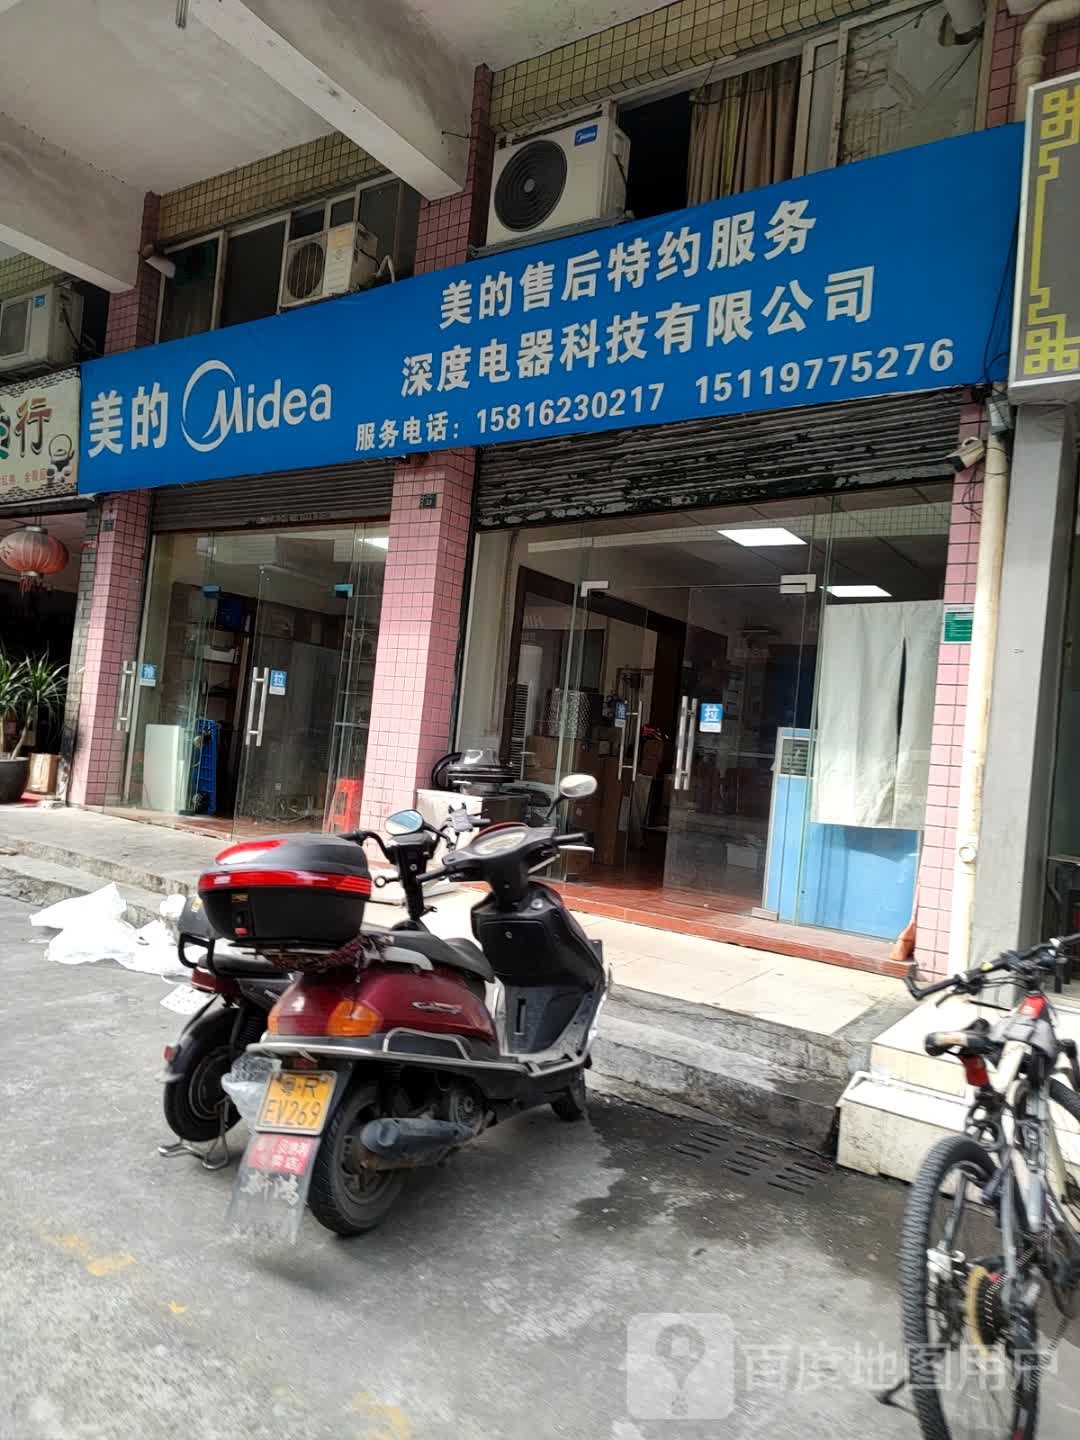 Midea
美的售后特约服务
美的 Midea
深度电器科技有限公司
服务电话：15816230217 15119775276
行
推
拉
拉
粤·R
EV269
百度地图用户